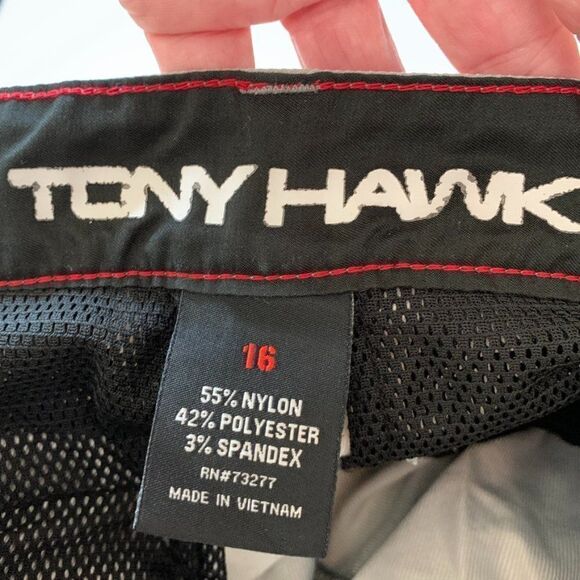 TONY HAWK
16
55% NYLON
42% POLYESTER
3% SPANDEX
RN#73277
MADE IN VIETNAM